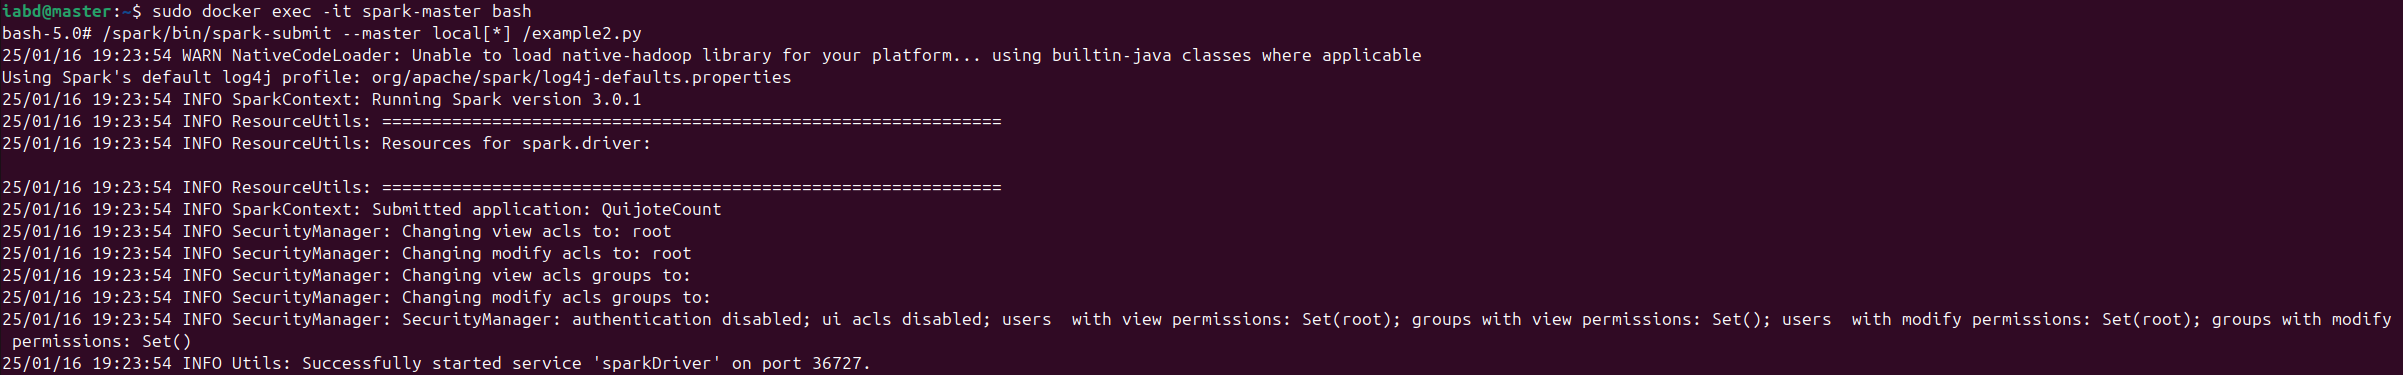 iabd@master:~$ sudo docker exec -it spark-master bash
bash-5.0# /spark/bin/spark-submit --master local[*] /example2.py
25/01/16 19:23:54 WARN NativeCodeLoader: Unable to load native-hadoop library for your platform... using builtin-java classes where applicable
Using Spark's default log4j profile: org/apache/spark/log4j-defaults.properties
25/01/16 19:23:54 INFO SparkContext: Running Spark version 3.0.1
25/01/16 19:23:54 INFO ResourceUtils: ==============================================================
25/01/16 19:23:54 INFO ResourceUtils: Resources for spark.driver:
25/01/16 19:23:54 INFO ResourceUtils: ==============================================================
25/01/16 19:23:54 INFO SparkContext: Submitted application: QuijoteCount
25/01/16 19:23:54 INFO SecurityManager: Changing view acls to: root
25/01/16 19:23:54 INFO SecurityManager: Changing modify acls to: root
25/01/16 19:23:54 INFO SecurityManager: Changing view acls groups to:
25/01/16 19:23:54 INFO SecurityManager: Changing modify acls groups to:
25/01/16 19:23:54 INFO SecurityManager: SecurityManager: authentication disabled; ui acls disabled; users  with view permissions: Set(root); groups with view permissions: Set(); users  with modify permissions: Set(root); groups with modify
 permissions: Set()
25/01/16 19:23:54 INFO Utils: Successfully started service 'sparkDriver' on port 36727.